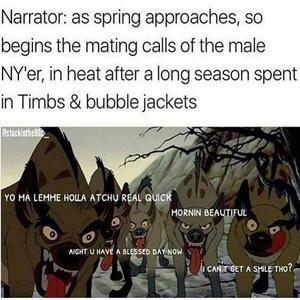 Narrator: as spring approaches, so
begins the mating calls of the male
NY'er, in heat after a long season spent
in Timbs & bubble jackets
@stuckinthe90s_
YO MA LEMME HOLLA ATCHU REAL QUICK
MORNIN BEAUTIFUL
AIGHT U HAVE A BLESSED DAY NOW
I CAN'T GET A SMILE THO?